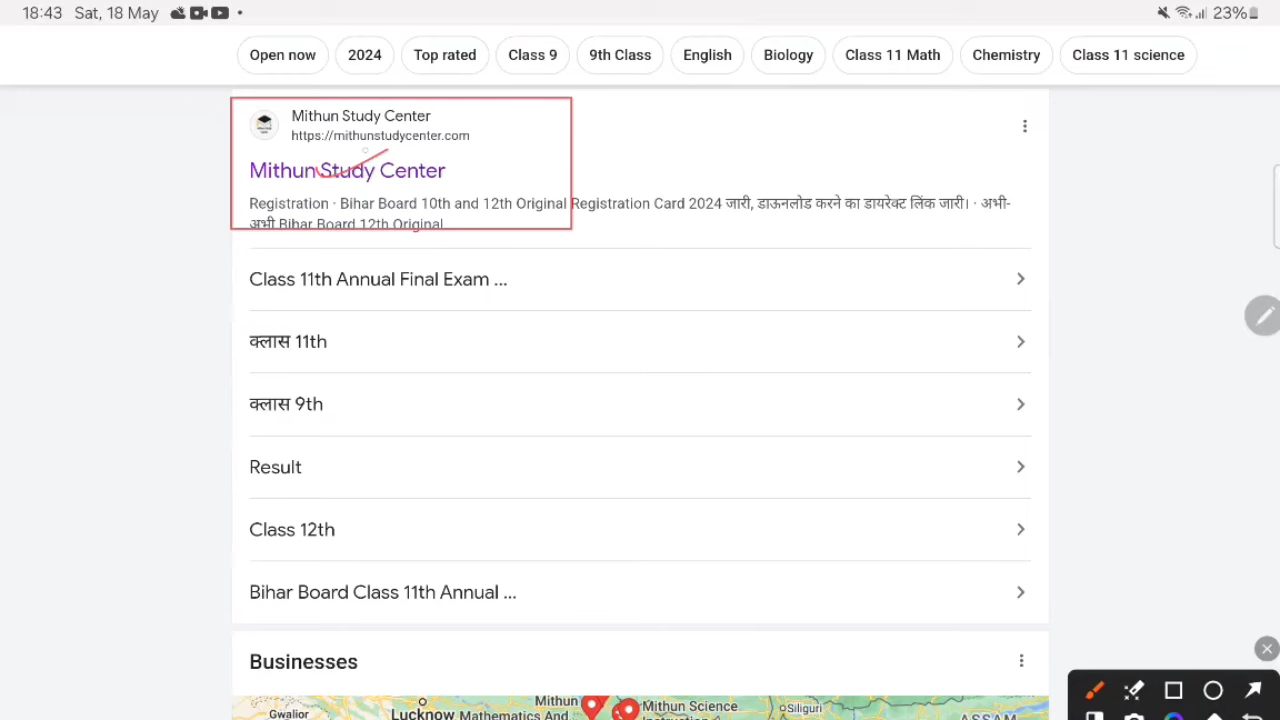 18:43 Sat, 18 May
23%
Open now
2024
Top rated
Class 9
9th Class
English
Biology
Class 11 Math
Chemistry
Class 11 science
Mithun Study Center
https://mithunstudycenter.com
Mithun Study Center
Registration · Bihar Board 10th and 12th Original Registration Card 2024 जारी, डाऊनलोड करने का डायरेक्ट लिंक जारी। · अभी-
अभी Bihar Board 12th Original
Class 11th Annual Final Exam ...
क्लास 11th
क्लास 9th
Result
Class 12th
Bihar Board Class 11th Annual ...
Businesses
Gwalior
Lucknow
Mithun
Mathematics And
Mithun Science
Siliguri
ASSAM